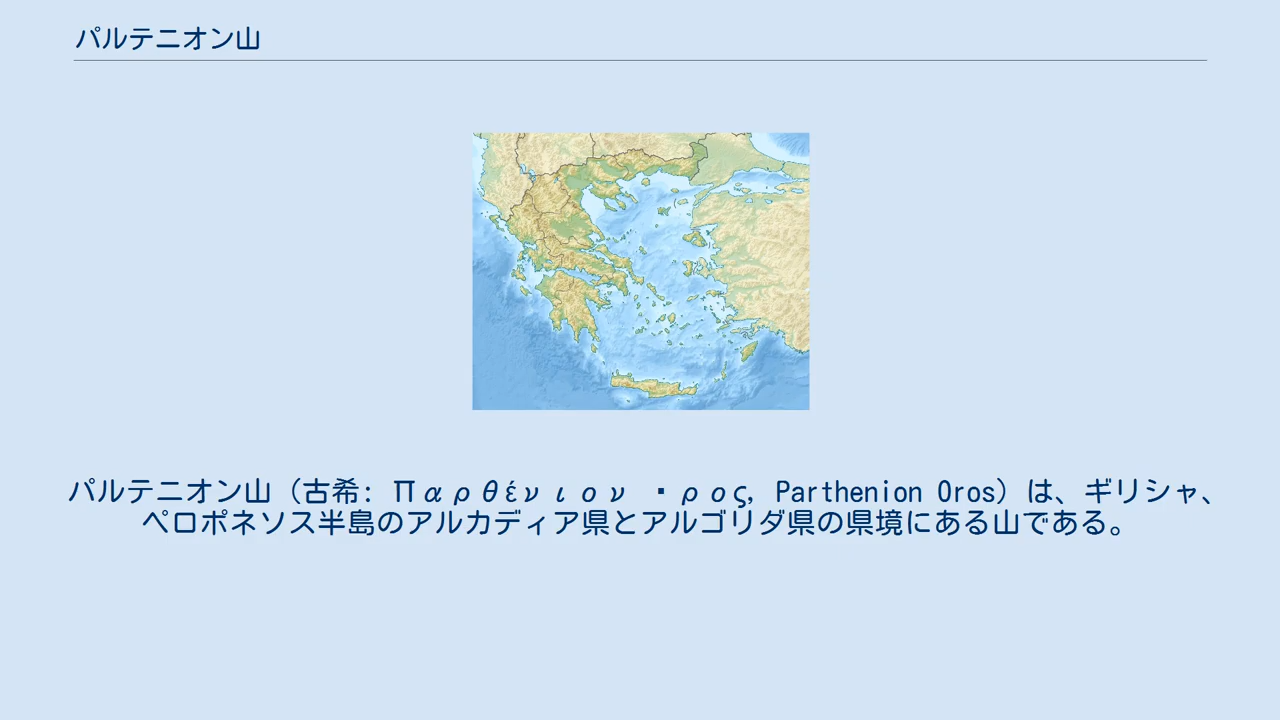 パルテニオン山
パルテニオン山（古希: Παρθένιον ・ρος, Parthenion Oros）は、ギリシャ、
ペロポネソス半島のアルカディア県とアルゴリダ県の県境にある山である。